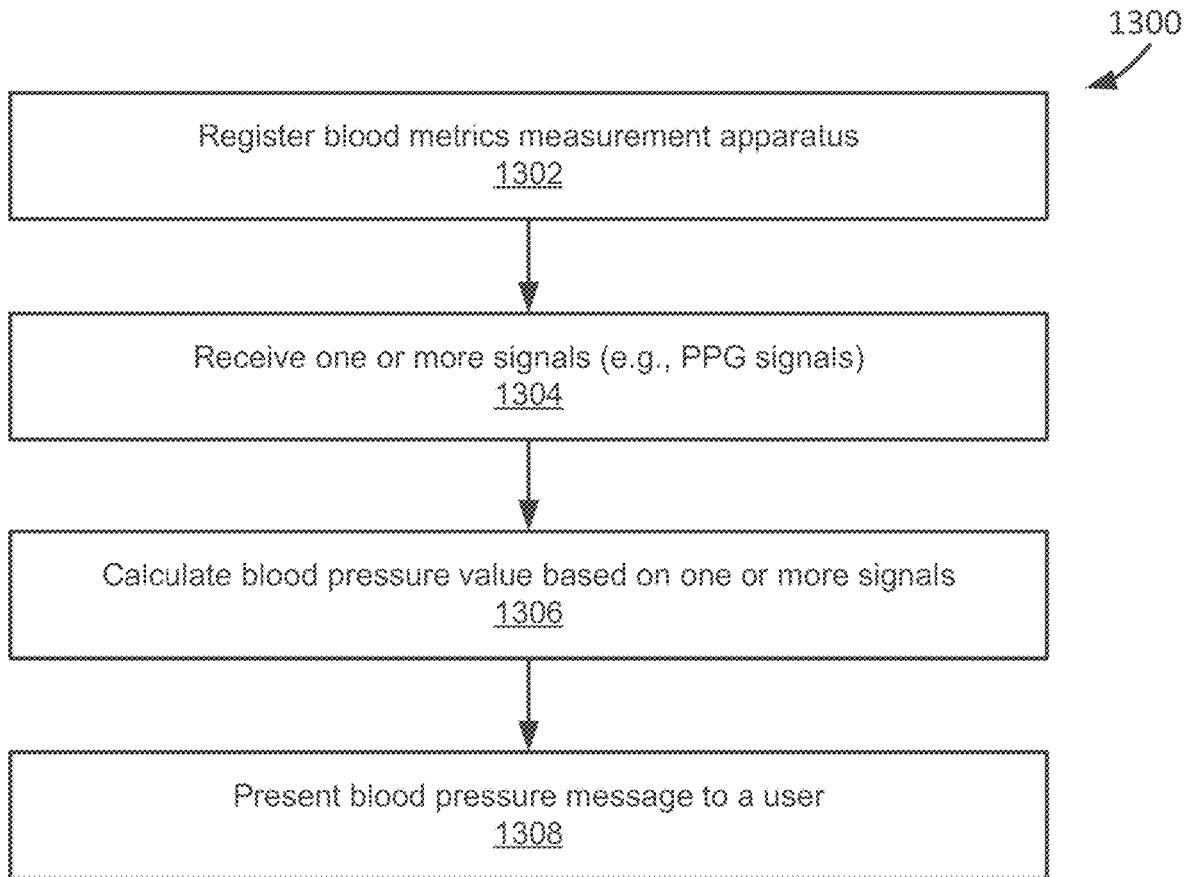 1300
Register blood metrics measurement apparatus
1302
Receive one or more signals (e.g., PPG signals)
1304
Calculate blood pressure value based on one or more signals
1306
Present blood pressure message to a user
1308